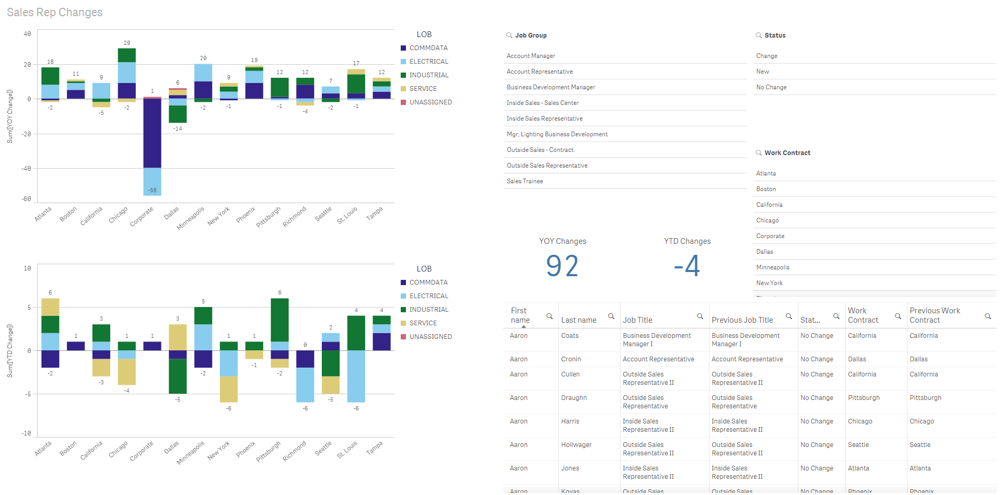 Sales Rep Changes
Sum([YOY Change])
40
20
0
-20
-40
-60
18
-2
11
9
-5
29
-2
1
-56
6
-14
20
-2
9
-1
19
12
-1
12
-4
7
-2
17
-1
12
Atlanta
Boston
California
Chicago
Corporate
Dallas
Minneapolis
New York
Phoenix
Pittsburgh
Richmond
Seattle
St. Louis
Tampa
LOB
COMMDATA
ELECTRICAL
INDUSTRIAL
SERVICE
UNASSIGNED
Sum([YTD Change])
10
5
0
-5
-10
6
-2
1
3
-3
1
-4
1
3
-5
5
-2
1
-6
1
-1
6
-2
0
-6
2
-5
4
-6
4
Atlanta
Boston
California
Chicago
Corporate
Dallas
Minneapolis
New York
Phoenix
Pittsburgh
Richmond
Seattle
St. Louis
Tampa
LOB
COMMDATA
ELECTRICAL
INDUSTRIAL
SERVICE
UNASSIGNED
Job Group
Account Manager
Account Representative
Business Development Manager
Inside Sales - Sales Center
Inside Sales Representative
Mgr, Lighting Business Development
Outside Sales - Contract
Outside Sales Representative
Sales Trainee
Status
Change
New
No Change
Work Contract
Atlanta
Boston
California
Chicago
Corporate
Dallas
Minneapolis
New York
YOY Changes
92
YTD Changes
-4
First name Last name Job Title Previous Job Title Stat... Work Contract Previous Work Contract
Aaron Coats Business Development Manager I Business Development Manager I No Change California California
Aaron Cronin Account Representative Account Representative No Change Dallas Dallas
Aaron Cullen Outside Sales Representative II Outside Sales Representative II No Change California California
Aaron Draughn Outside Sales Representative Outside Sales Representative No Change Pittsburgh Pittsburgh
Aaron Harris Inside Sales Representative II Inside Sales Representative II No Change Chicago Chicago
Aaron Hollwager Outside Sales Representative II Outside Sales Representative II No Change Seattle Seattle
Aaron Jones Inside Sales Representative II Inside Sales Representative II No Change Atlanta Atlanta
Aaron Kovas Outside Sales Outside Sales No Change Phoenix Phoenix